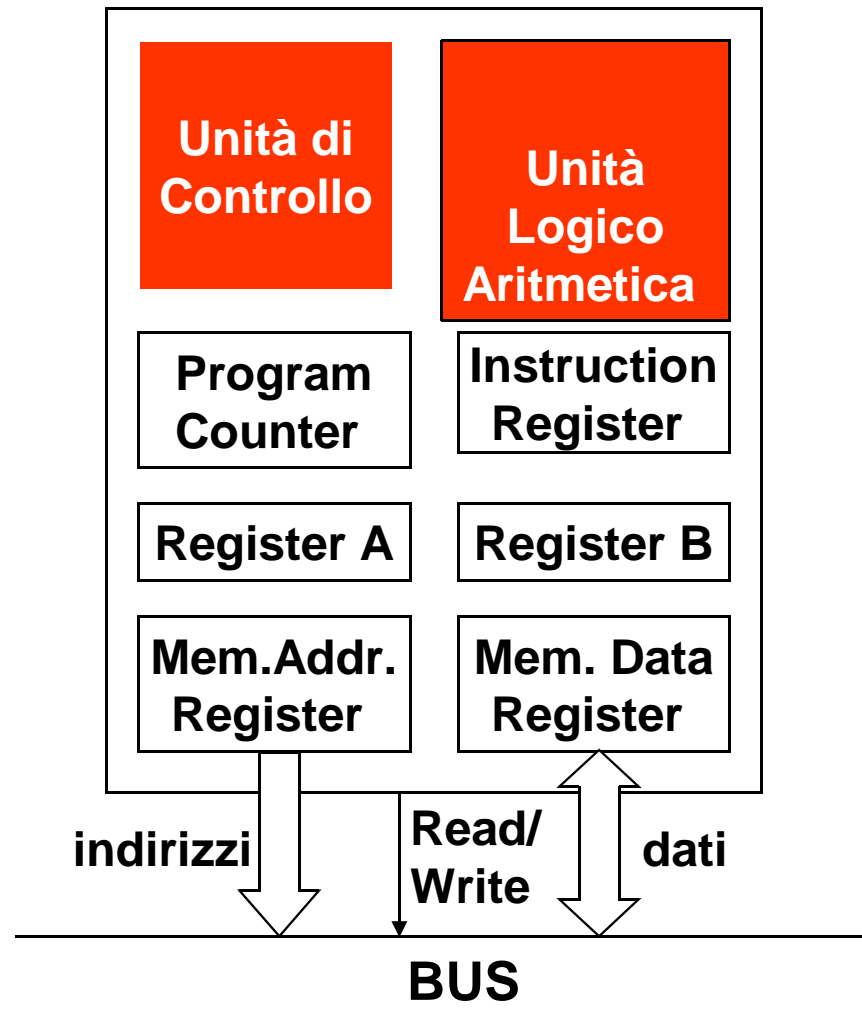 Unità di
Controllo
Unità
Logico
Aritmetica
Program
Counter
Instruction
Register
Register A
Register B
Mem.Addr.
Register
Mem. Data
Register
indirizzi
Read/
Write
dati
BUS